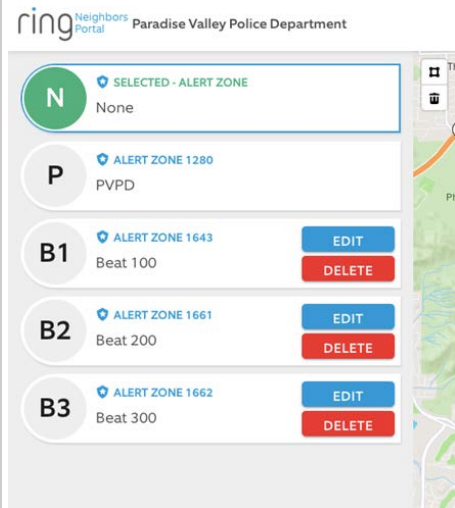 ring Neighbors Portal Paradise Valley Police Department
N
SELECTED - ALERT ZONE
None
P
ALERT ZONE 1280
PVPD
B1
ALERT ZONE 1643
Beat 100
EDIT
DELETE
B2
ALERT ZONE 1661
Beat 200
EDIT
DELETE
B3
ALERT ZONE 1662
Beat 300
EDIT
DELETE
Th
Ph